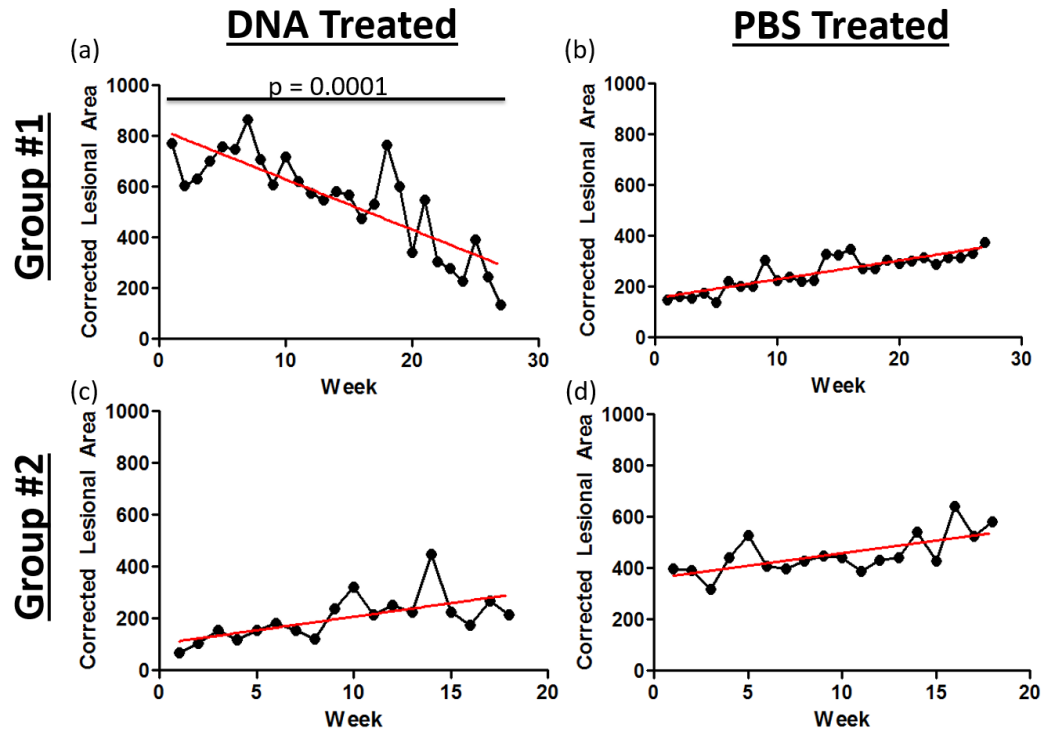 DNA Treated
PBS Treated
Group #1
(a)
p = 0.0001
Corrected Lesional Area
1000
800
600
400
200
0
0 10 20 30
Week
(b)
Corrected Lesional Area
1000
800
600
400
200
0
0 10 20 30
Week
Group #2
(c)
Corrected Lesional Area
1000
800
600
400
200
0
0 5 10 15 20
Week
(d)
Corrected Lesional Area
1000
800
600
400
200
0
0 5 10 15 20
Week